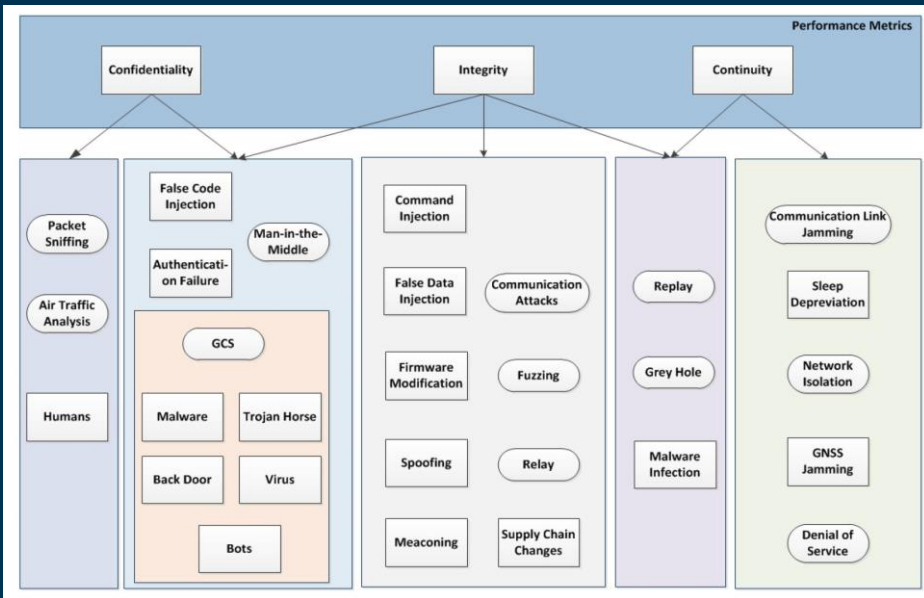 Performance Metrics
Confidentiality
Integrity
Continuity
Packet
Sniffing
Air Traffic
Analysis
Humans
False Code
Injection
Man-in-the-
Middle
Authenticati-
on Failure
GCS
Malware
Trojan Horse
Back Door
Virus
Bots
Command
Injection
False Data
Injection
Communication
Attacks
Firmware
Modification
Fuzzing
Spoofing
Relay
Meaconing
Supply Chain
Changes
Replay
Grey Hole
Malware
Infection
Communication Link
Jamming
Sleep
Depreviation
Network
Isolation
GNSS
Jamming
Denial of
Service